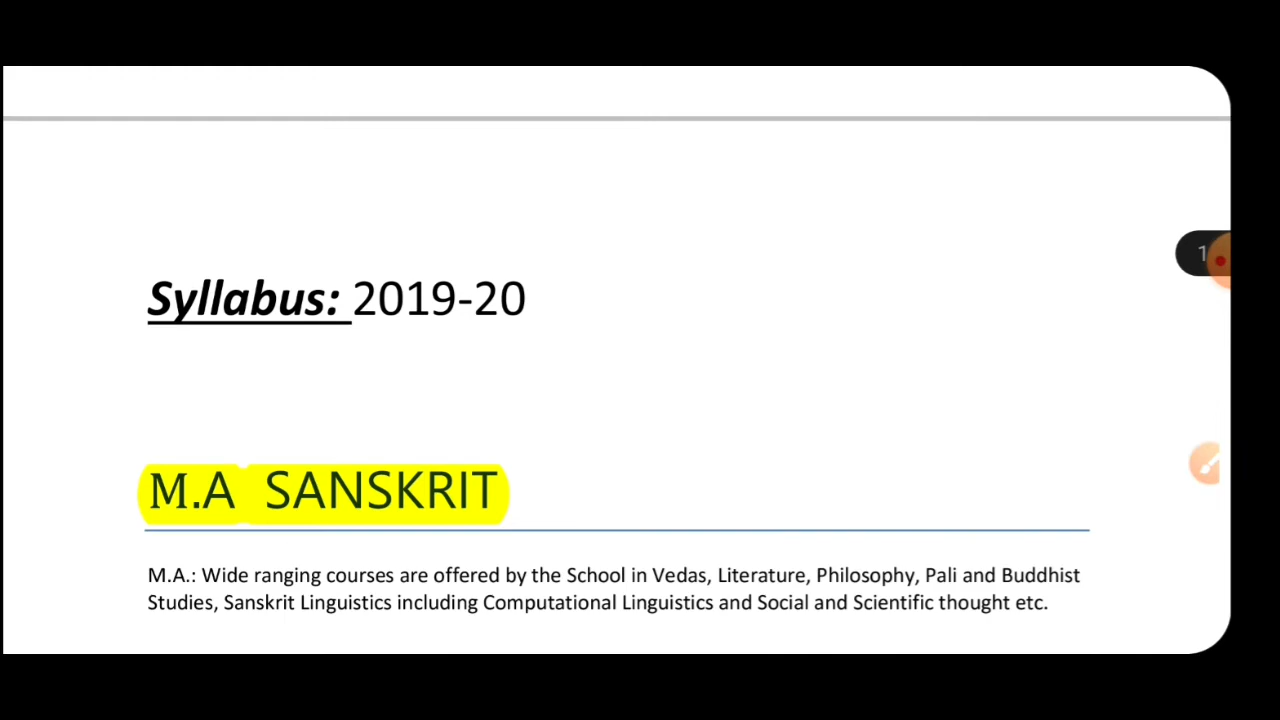 Syllabus: 2019-20
1
M.A SANSKRIT
M.A.: Wide ranging courses are offered by the School in Vedas, Literature, Philosophy, Pali and Buddhist
Studies, Sanskrit Linguistics including Computational Linguistics and Social and Scientific thought etc.